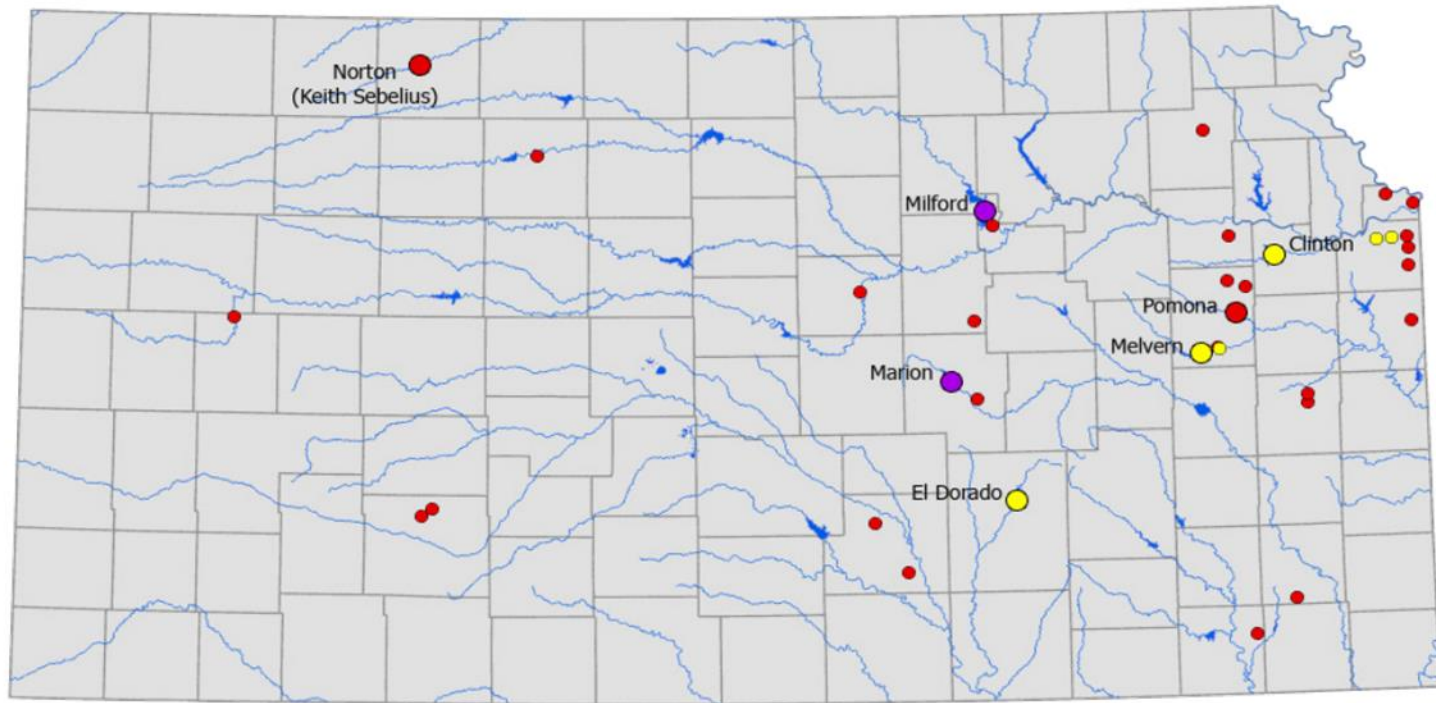 Norton
(Keith Sebelius)
Milford
Clinton
Pomona
Melvern
Marion
El Dorado